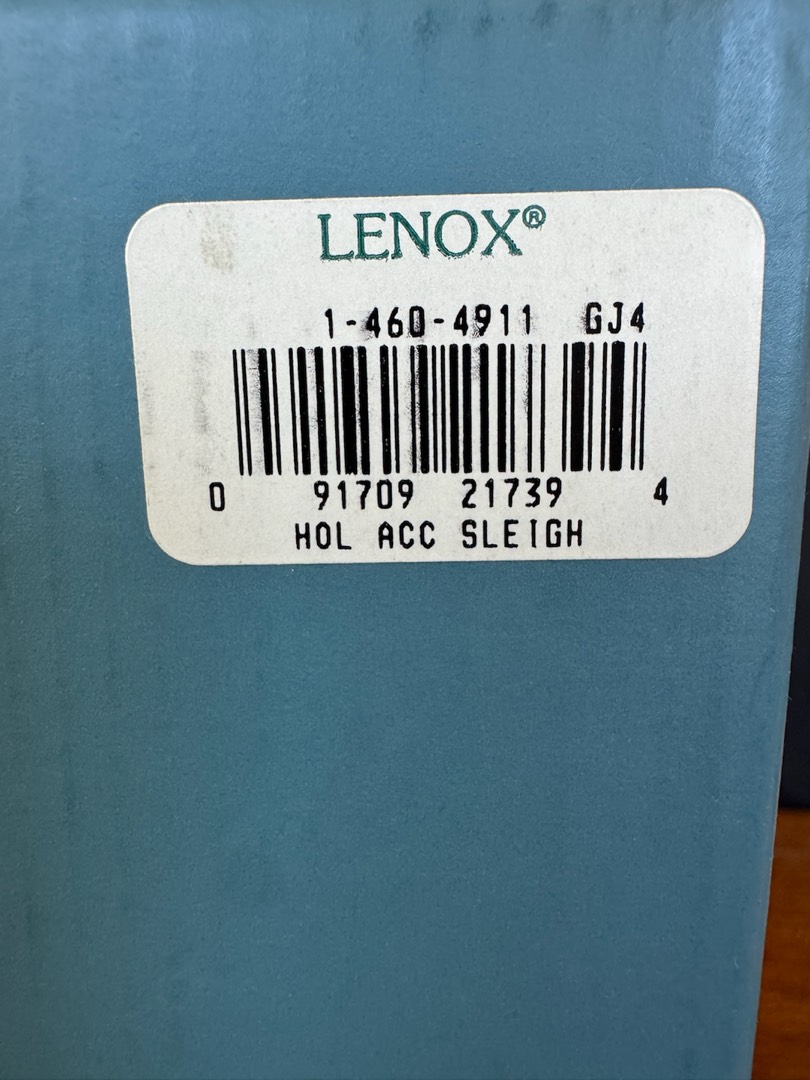 LENOX®
1-460-4911 GJ4
0 91709 21739 4
HOL ACC SLEIGH